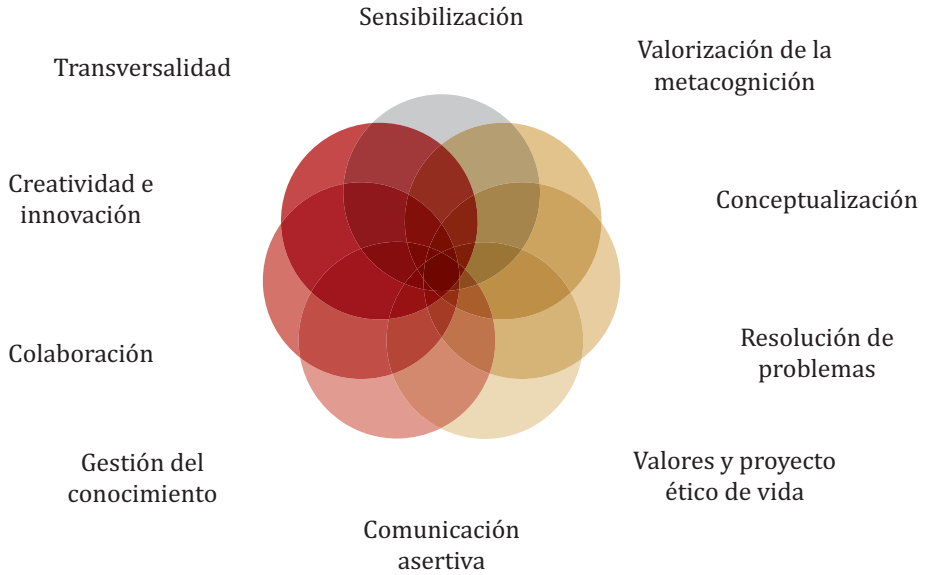 Sensibilización
Valorización de la
metacognición
Conceptualización
Resolución de
problemas
Valores y proyecto
ético de vida
Comunicación
asertiva
Gestión del
conocimiento
Colaboración
Creatividad e
innovación
Transversalidad